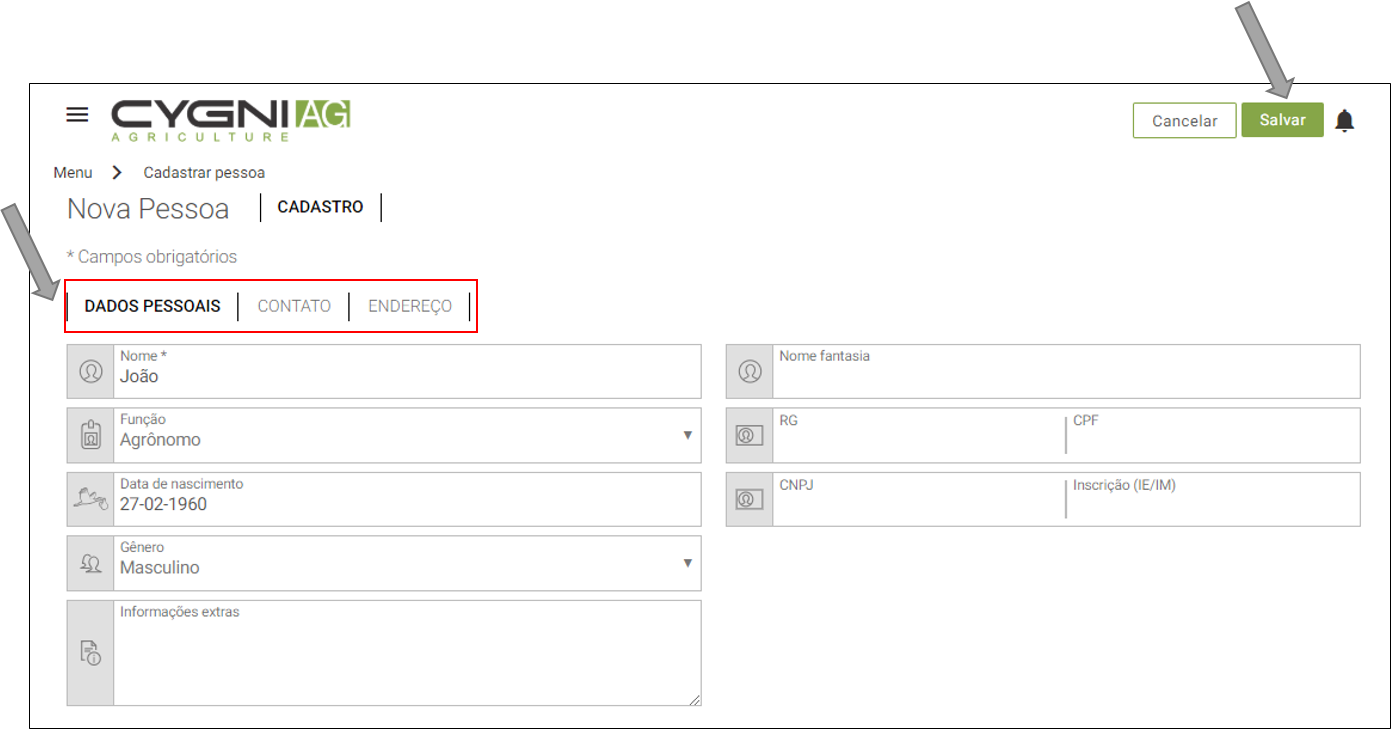 CYGNI AG
AGRICULTURE
Cancelar
Salvar
Menu
Cadastrar pessoa
Nova Pessoa
CADASTRO
* Campos obrigatórios
DADOS PESSOAIS
CONTATO
ENDEREÇO
Nome *
João
Nome fantasia
Função
Agrônomo
RG
CPF
Data de nascimento
27-02-1960
CNPJ
Inscrição (IE/IM)
Gênero
Masculino
Informações extras